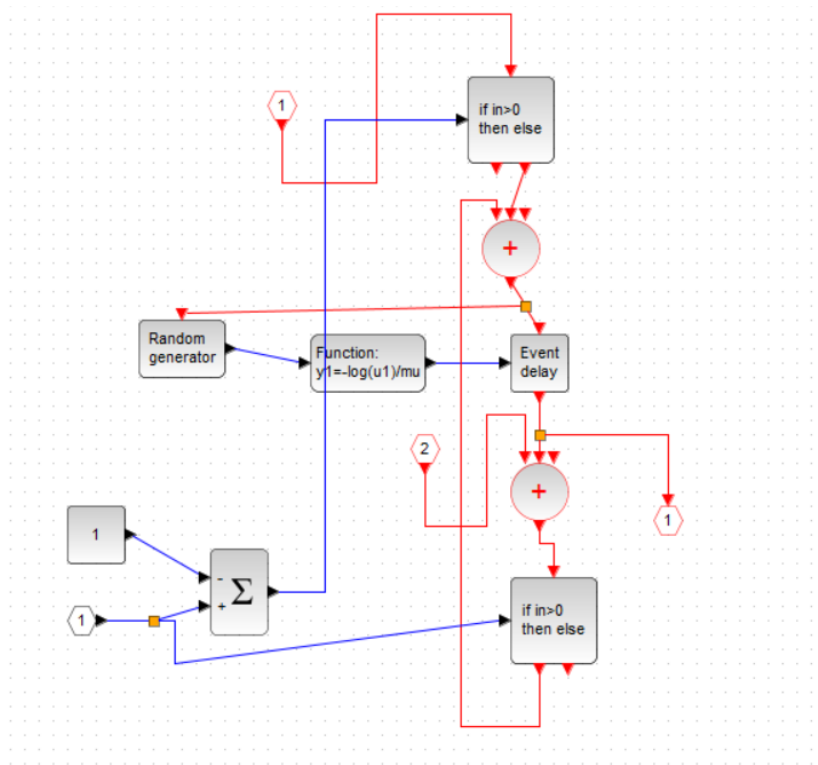 1
if in>0
then else
+
Random
generator
Function:
y1=-log(u1)/mu
Event
delay
2
+
1
1
-
+
Σ
1
if in>0
then else